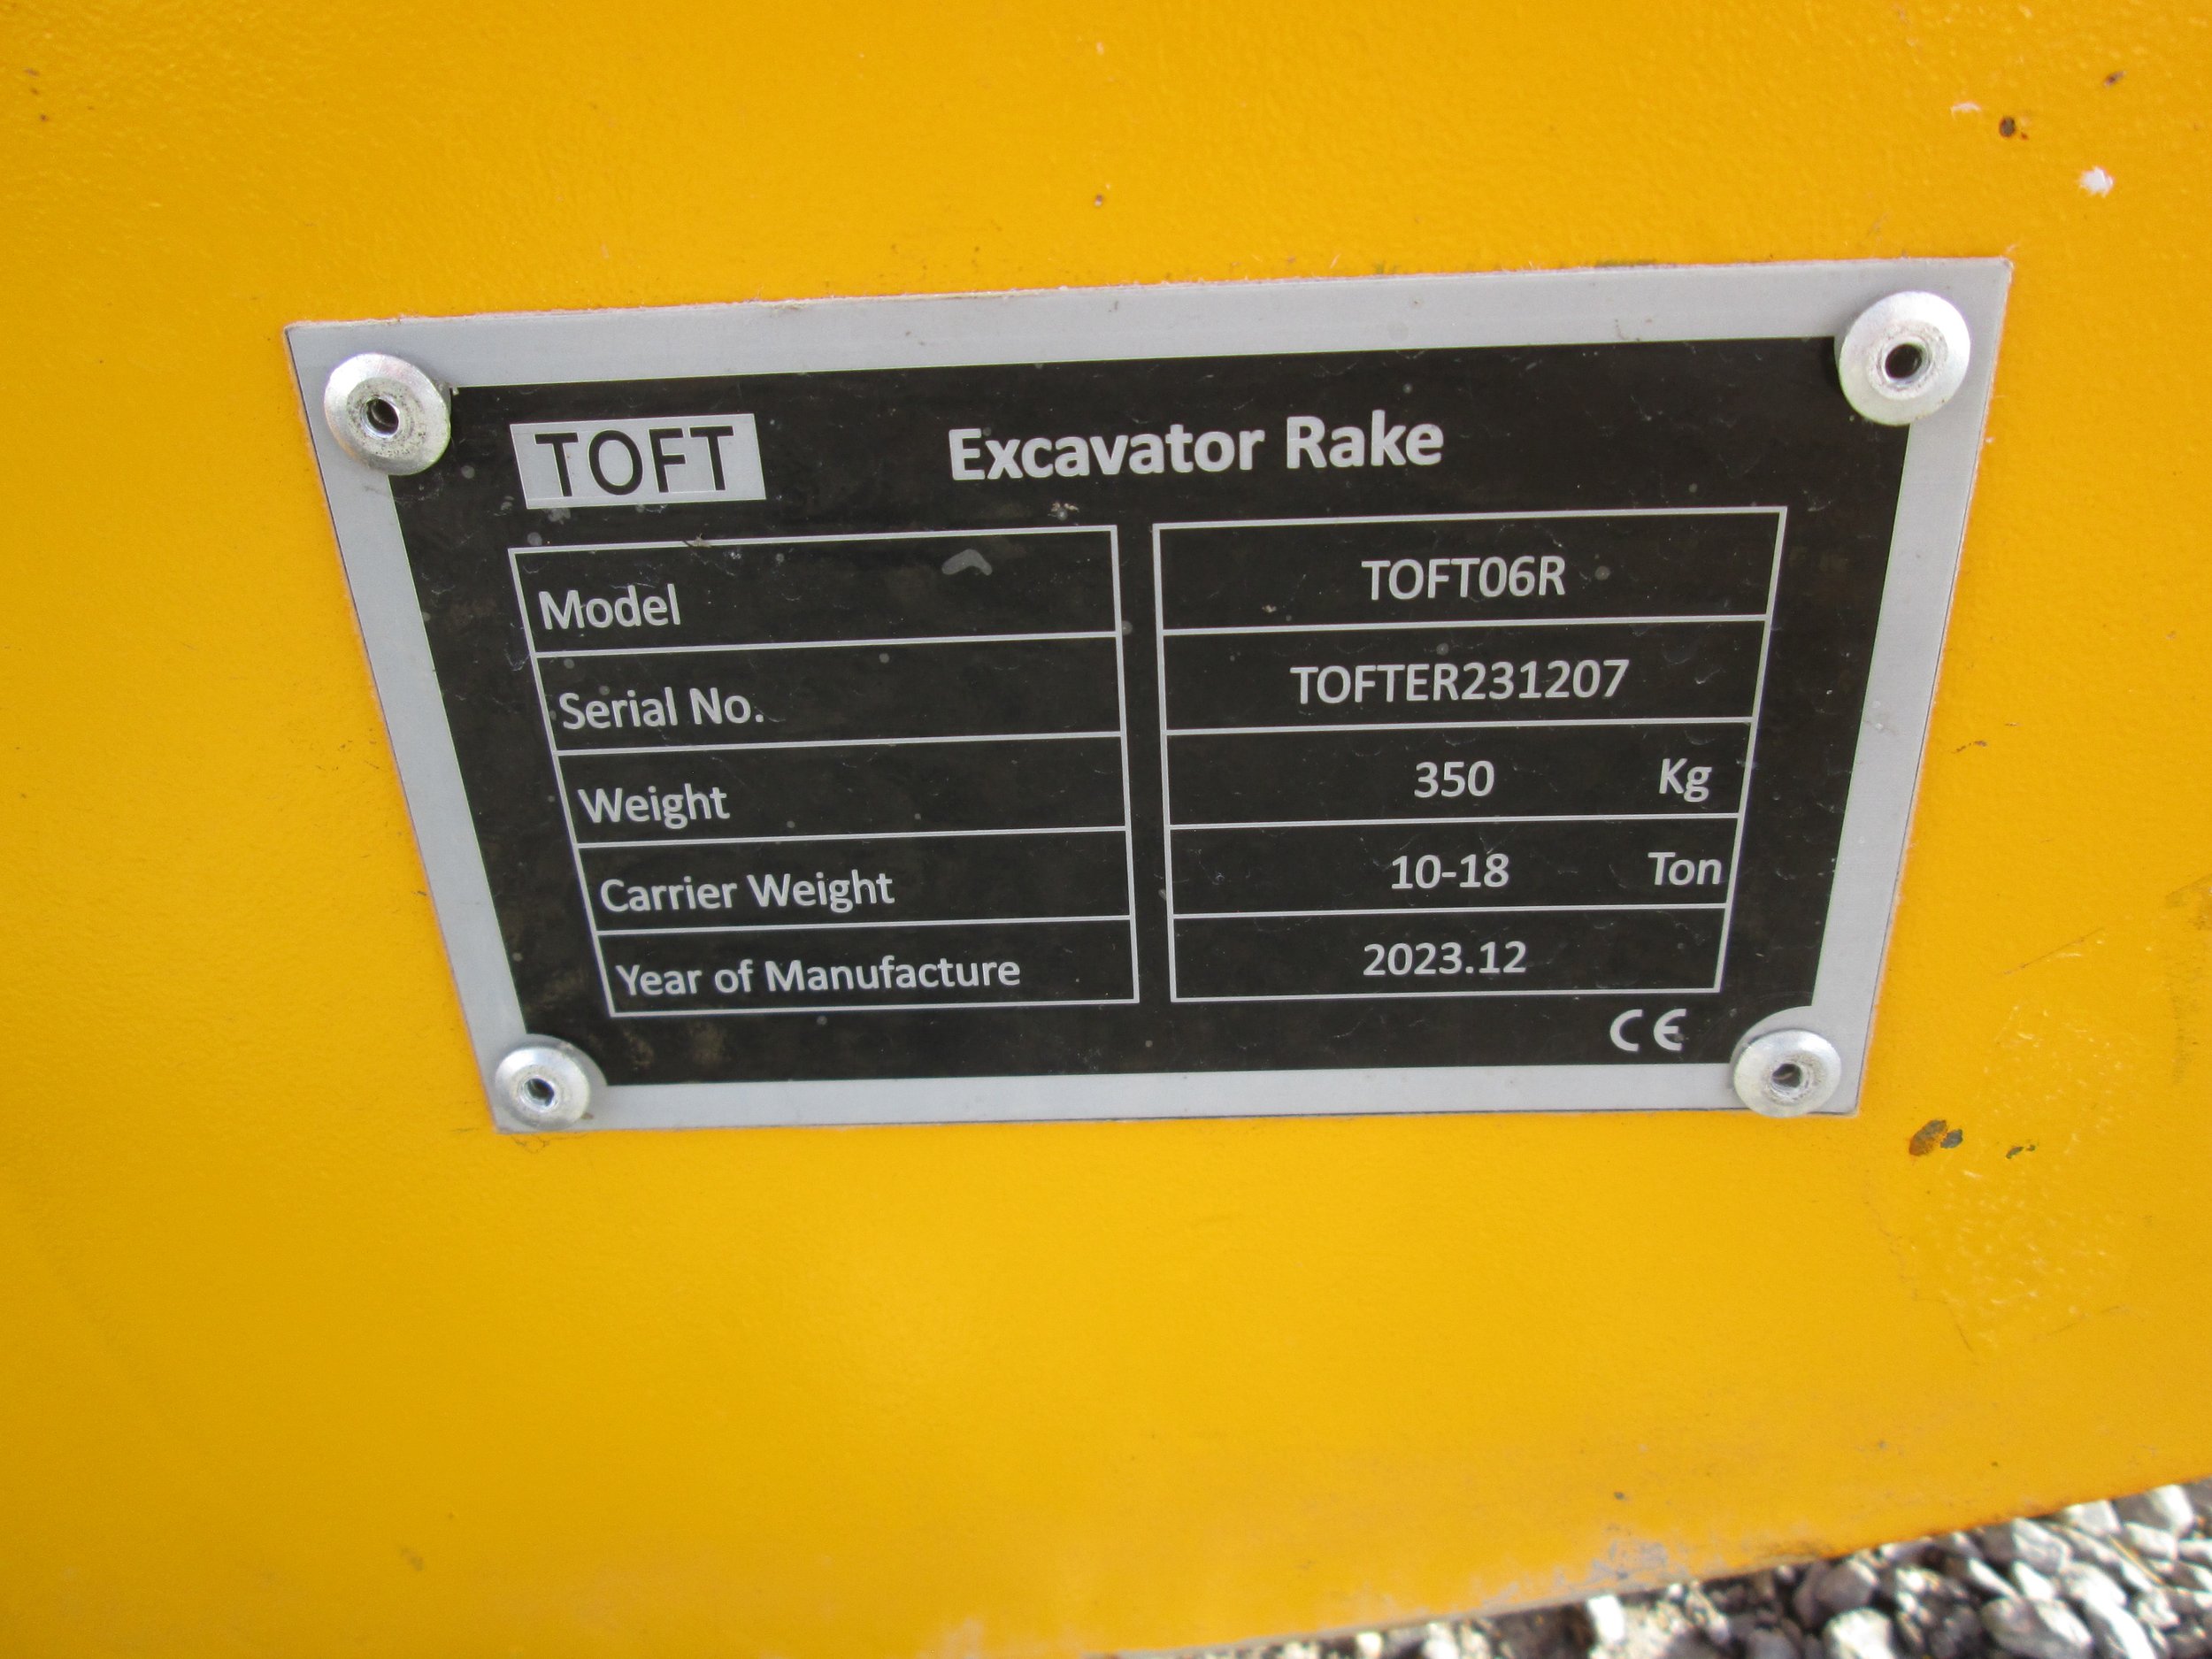 TOFT Excavator Rake
Model TOFT06R
Serial No. TOFTER231207
Weight 350 Kg
Carrier Weight 10-18 Ton
Year of Manufacture 2023.12
CE